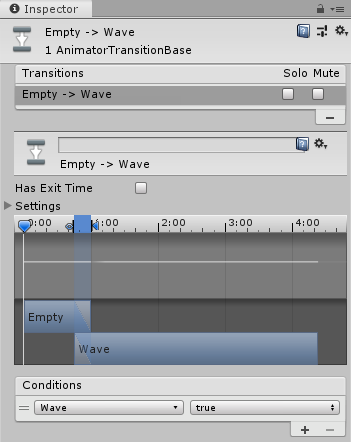 Inspector
Empty -> Wave
1 AnimatorTransitionBase
Transitions Solo Mute
Empty -> Wave
Empty -> Wave
Has Exit Time
Settings
0:00 1:00 2:00 3:00 4:00
Empty
Wave
Conditions
Wave true